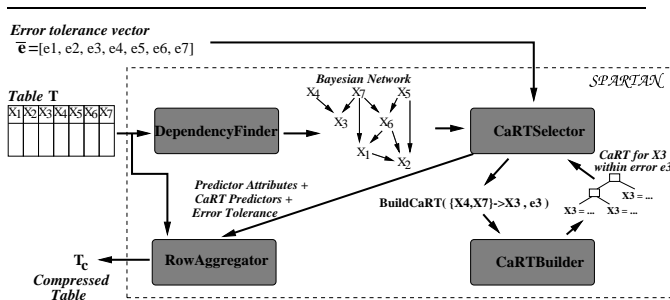 Error tolerance vector
e =[e1, e2, e3, e4, e5, e6, e7]
SPARTAN
Bayesian Network
X4 X7 X5
X3 X6
X1 X2
Table T
X1 X2 X3 X4 X5 X6 X7
DependencyFinder
CaRTSelector
CaRT for X3
within error e3
X3 = ...
X3 = ... X3 = ...
Predictor Attributes +
CaRT Predictors +
Error Tolerance
BuildCaRT( {X4,X7}->X3 , e3 )
RowAggregator
CaRTBuilder
Tc
Compressed
Table